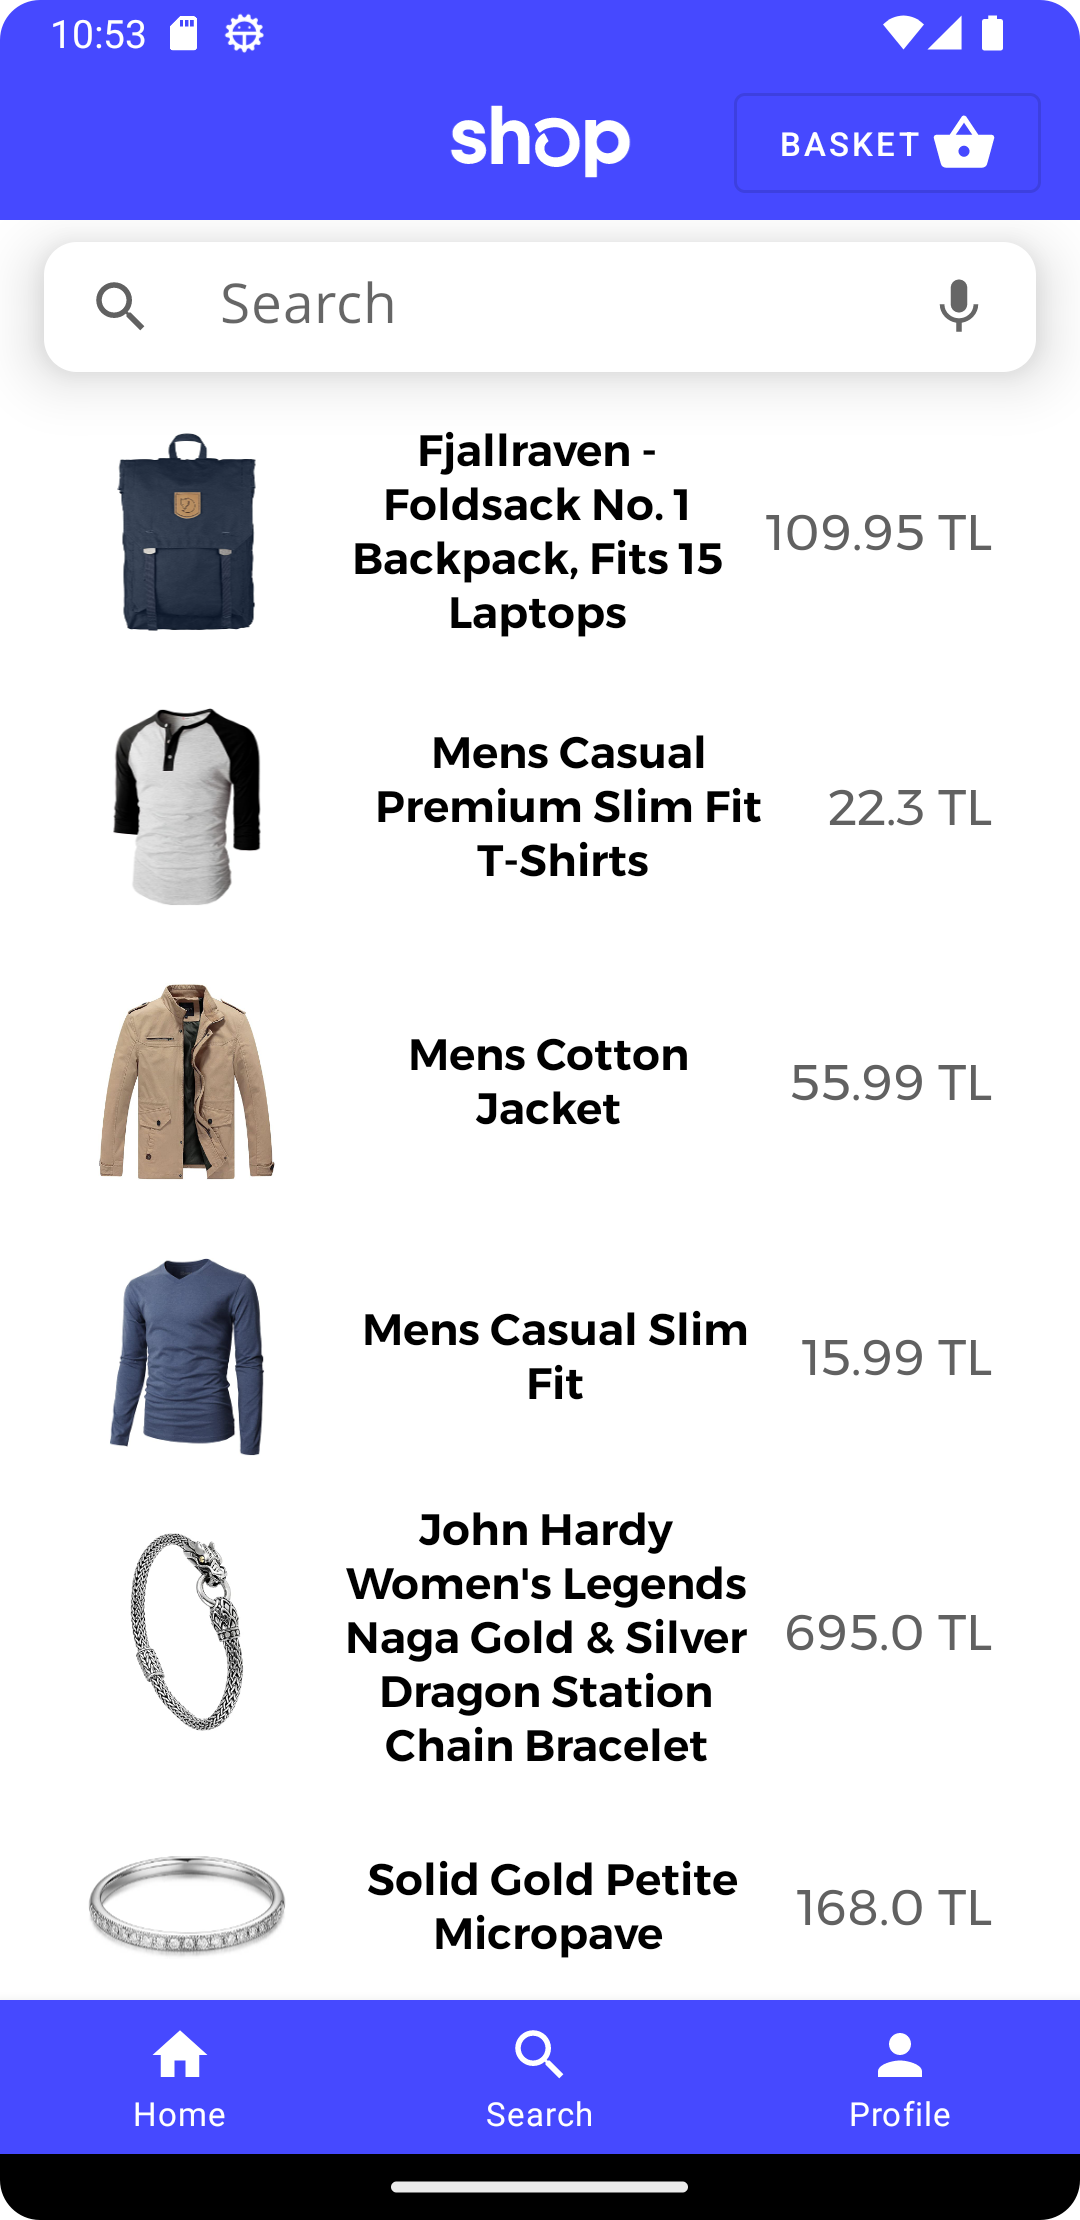 10:53
shop
BASKET
Search
Fjallraven -
Foldsack No. 1
Backpack, Fits 15
Laptops
109.95 TL
Mens Casual
Premium Slim Fit
T-Shirts
22.3 TL
Mens Cotton
Jacket
55.99 TL
Mens Casual Slim
Fit
15.99 TL
John Hardy
Women's Legends
Naga Gold & Silver
Dragon Station
Chain Bracelet
695.0 TL
Solid Gold Petite
Micropave
168.0 TL
Home
Search
Profile